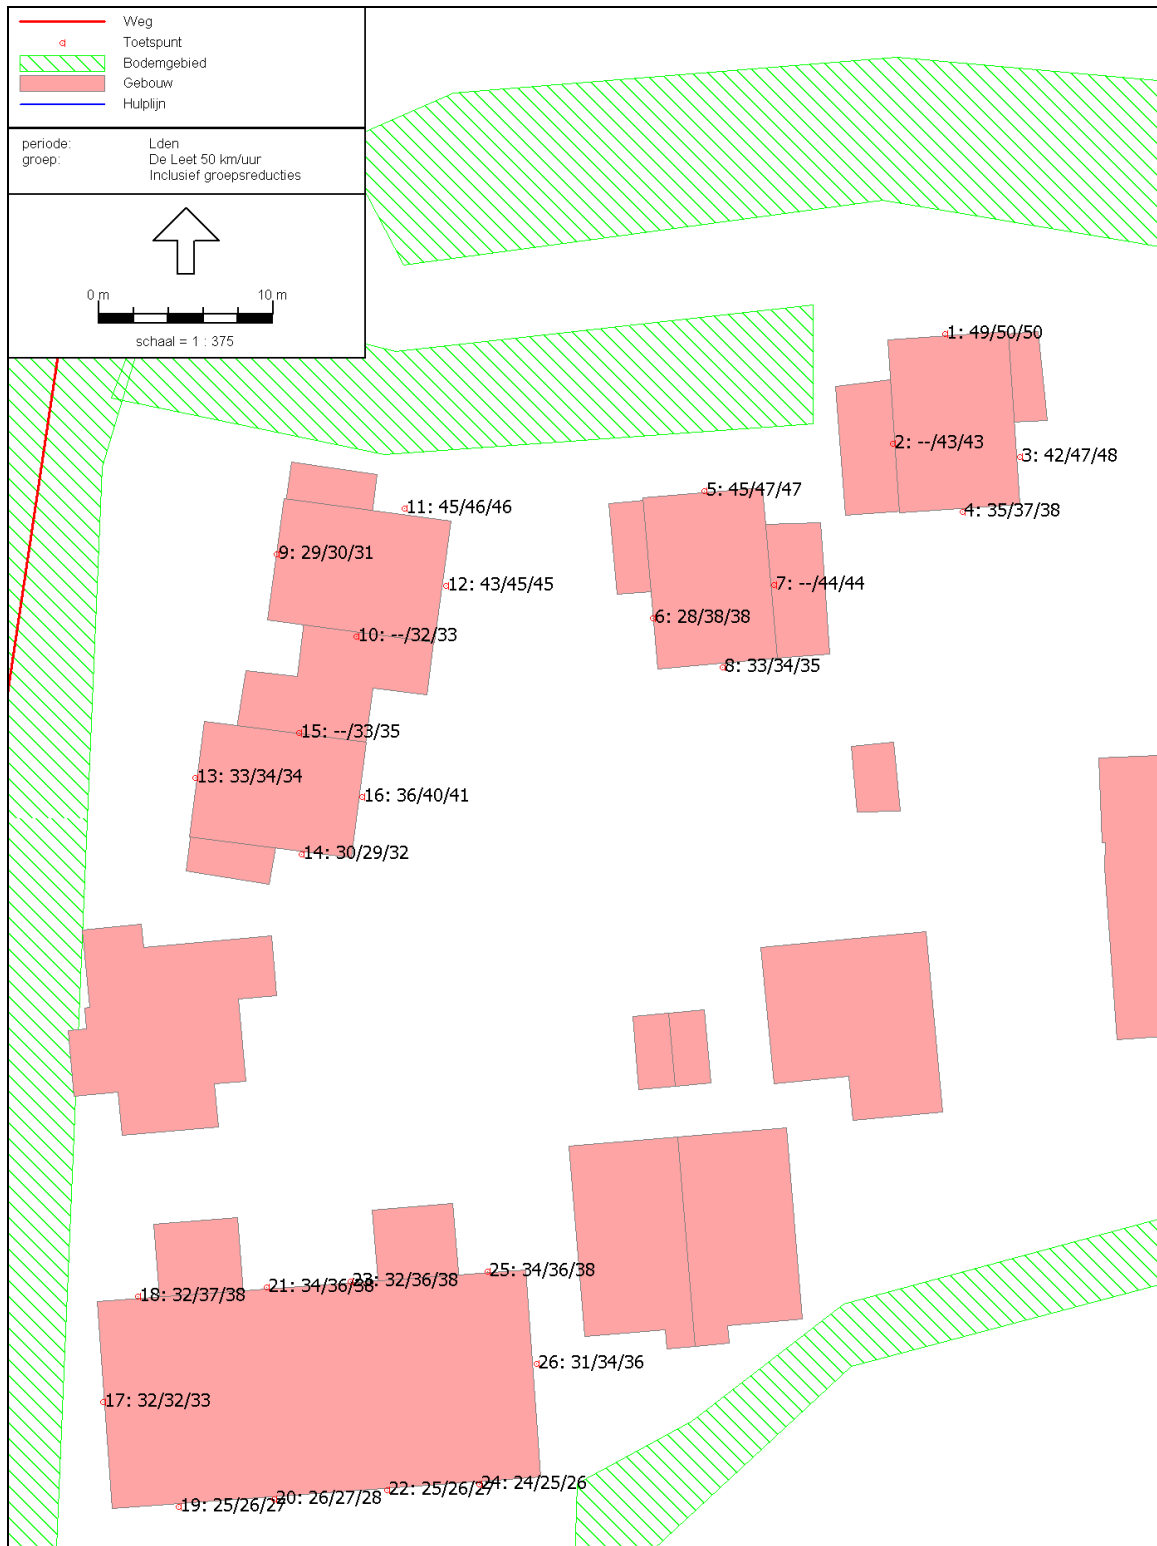 Weg
Toetspunt
Bodemgebied
Gebouw
Hulplijn
periode: Lden
groep: De Leet 50 km/uur
Inclusief groepsreducties
0 m 10 m
schaal = 1 : 375
1: 49/50/50
2: --/43/43
3: 42/47/48
5: 45/47/47
11: 45/46/46
4: 35/37/38
9: 29/30/31
12: 43/45/45
7: --/44/44
6: 28/38/38
10: --/32/33
8: 33/34/35
15: --/33/35
13: 33/34/34
16: 36/40/41
14: 30/29/32
25: 34/36/38
23: 32/36/38
21: 34/36/38
18: 32/37/38
26: 31/34/36
17: 32/32/33
24: 24/25/26
22: 25/26/27
20: 26/27/28
19: 25/26/27